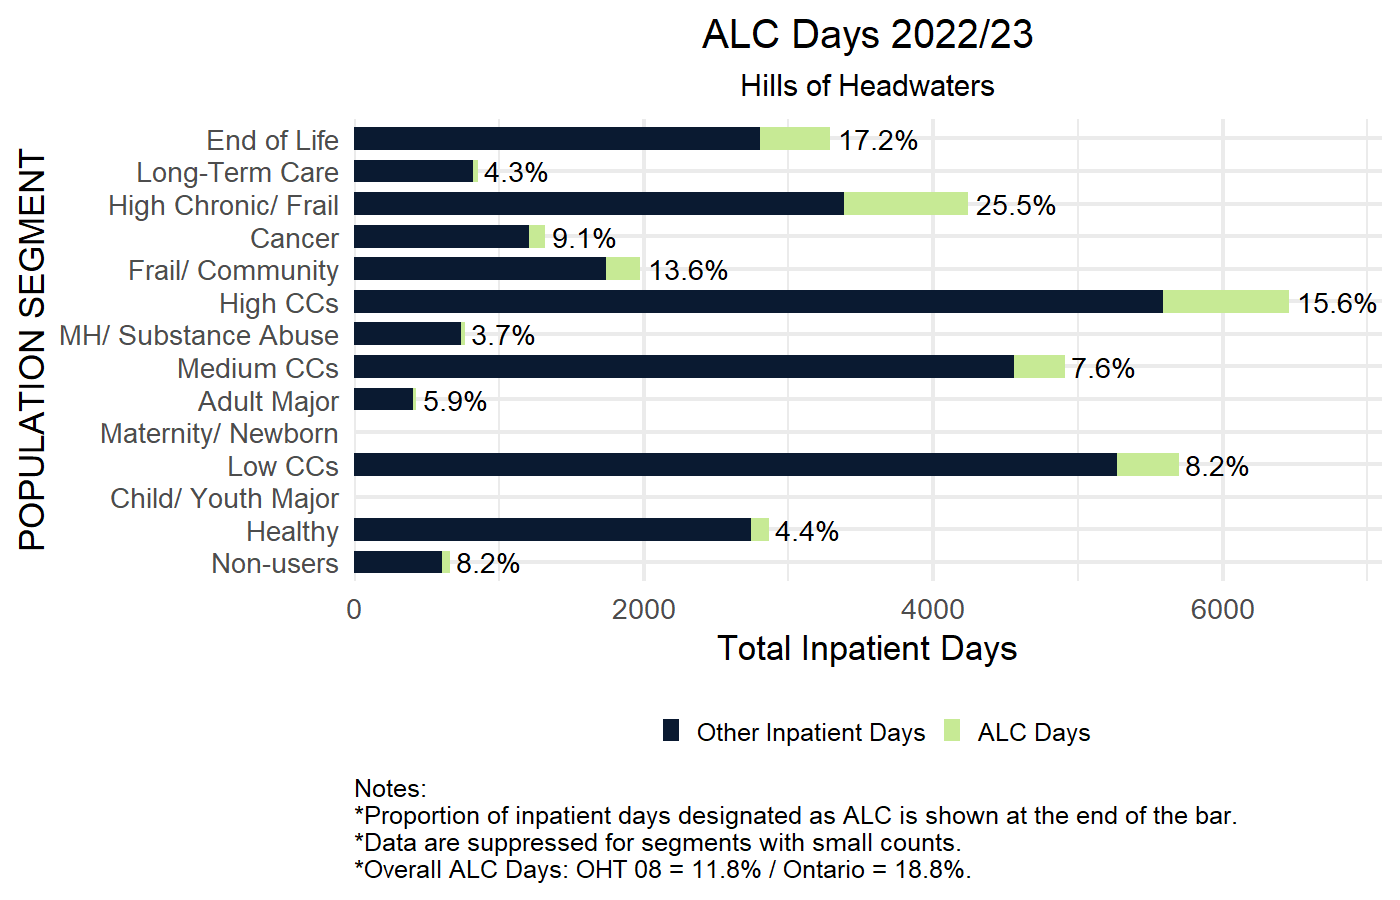 ALC Days 2022/23
Hills of Headwaters
POPULATION SEGMENT
End of Life 17.2%
Long-Term Care 4.3%
High Chronic/ Frail 25.5%
Cancer 9.1%
Frail/ Community 13.6%
High CCs 15.6%
MH/ Substance Abuse 3.7%
Medium CCs 7.6%
Adult Major 5.9%
Maternity/ Newborn
Low CCs 8.2%
Child/ Youth Major
Healthy 4.4%
Non-users 8.2%
0 2000 4000 6000
Total Inpatient Days
Other Inpatient Days ALC Days
Notes:
*Proportion of inpatient days designated as ALC is shown at the end of the bar.
*Data are suppressed for segments with small counts.
*Overall ALC Days: OHT 08 = 11.8% / Ontario = 18.8%.